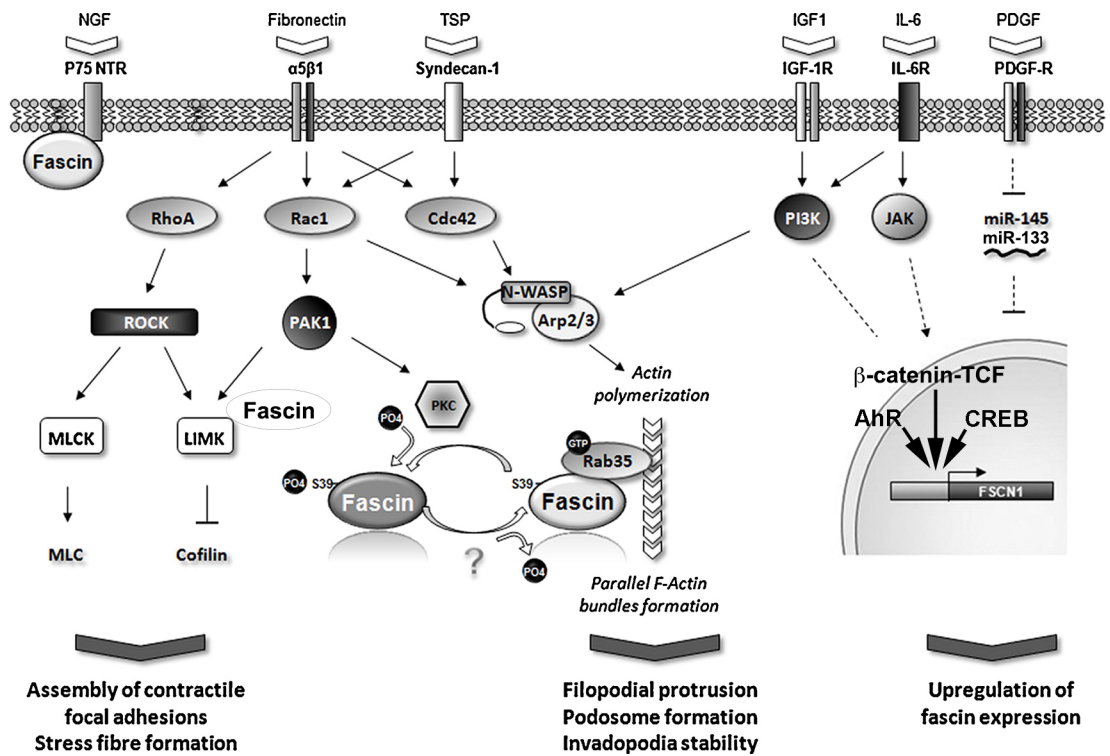 NGF
Fibronectin
TSP
IGF1
IL-6
PDGF
P75 NTR
α5β1
Syndecan-1
IGF-1R
IL-6R
PDGF-R
Fascin
RhoA
Rac1
Cdc42
PI3K
JAK
miR-145
miR-133
N-WASP
Arp2/3
ROCK
PAK1
Actin
polymerization
β-catenin-TCF
AhR
CREB
FSCN1
Fascin
MLCK
LIMK
PKC
PO4
GTP
Rab35
PO4
S39
Fascin
S39
Fascin
MLC
Cofilin
?
PO4
Parallel F-Actin
bundles formation
Assembly of contractile
focal adhesions
Stress fibre formation
Filopodial protrusion
Podosome formation
Invadopodia stability
Upregulation of
fascin expression